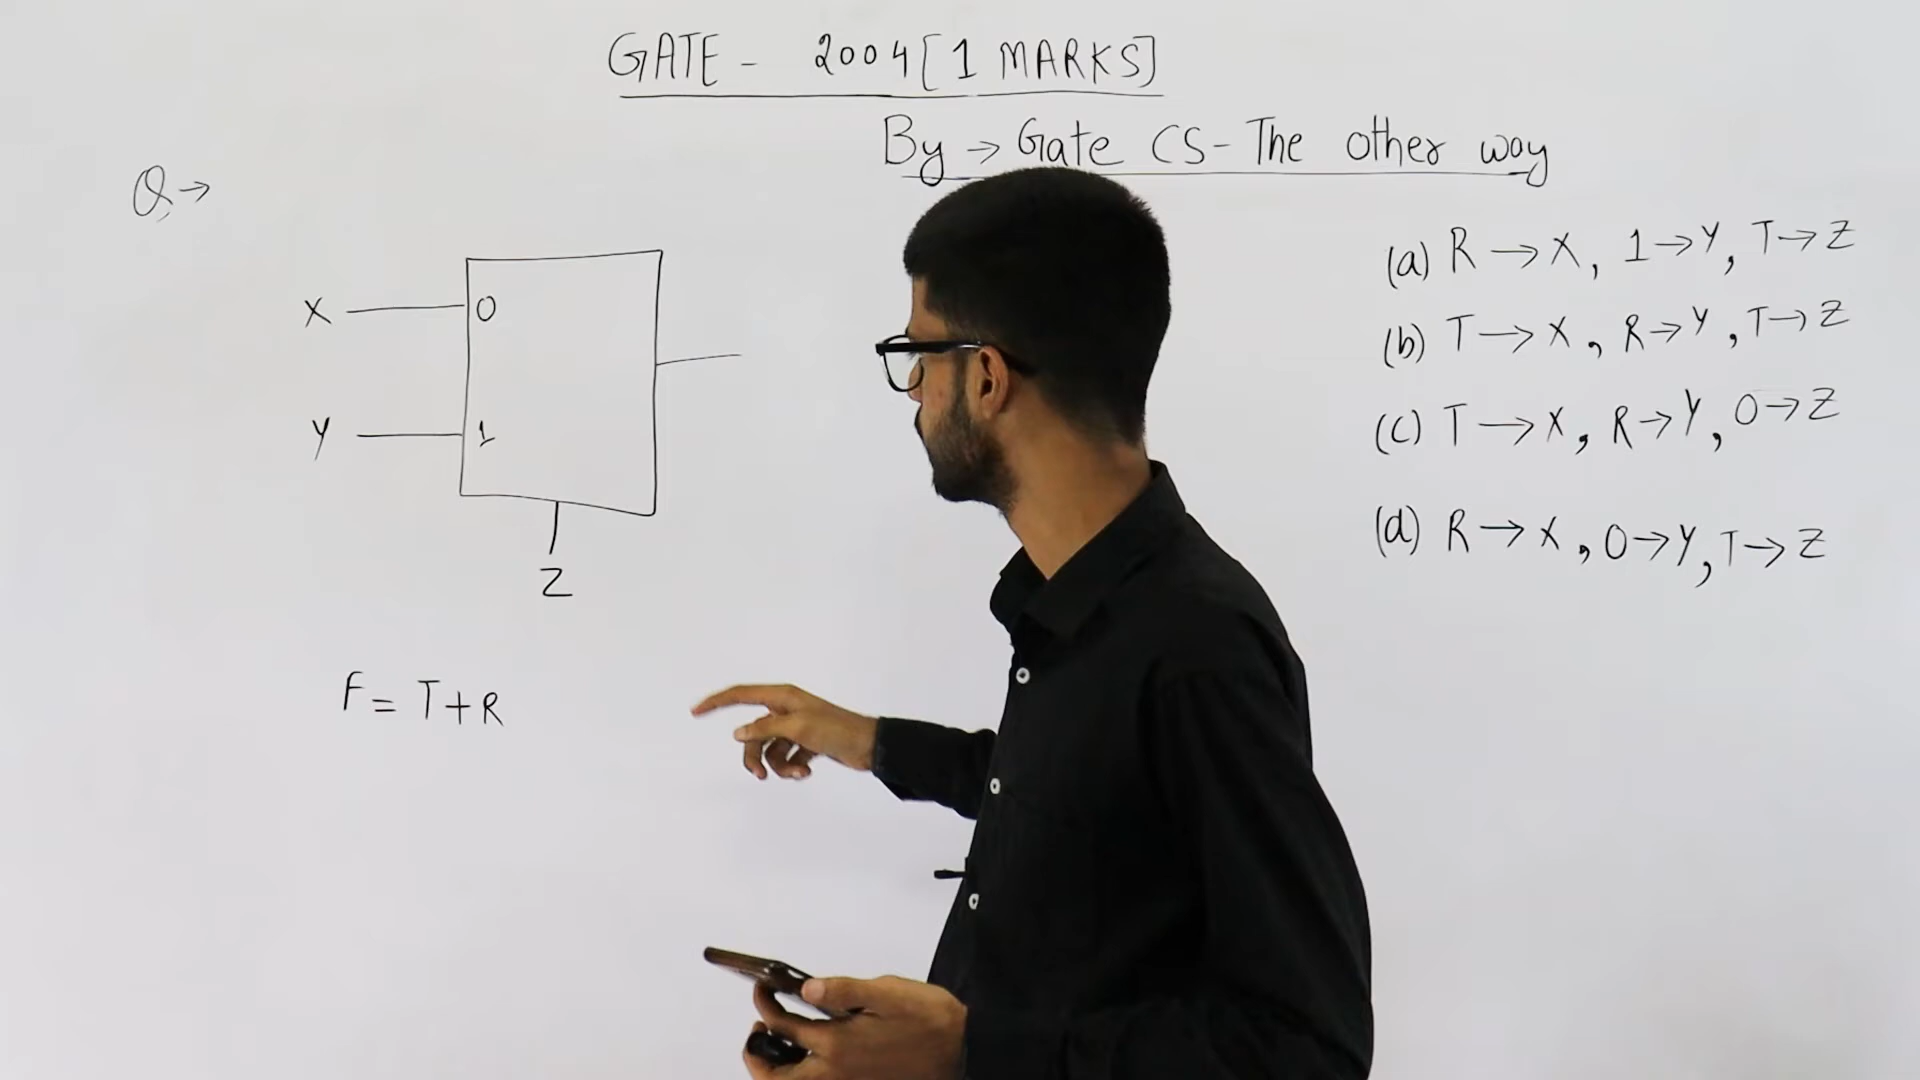 GATE - 2004 [1 MARKS]
By → Gate CS - The other way
Q →
X 0
Y 1
Z
F = T+R
(a) R → X, 1 → Y, T → Z
(b) T → X, R → Y, T → Z
(c) T → X, R → Y, 0 → Z
(d) R → X, 0 → Y, T → Z